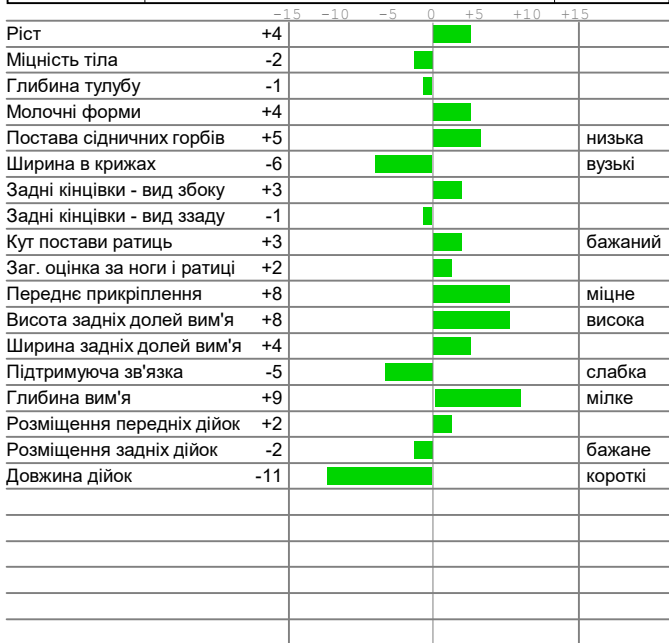 -15 -10 -5 0 +5 +10 +15
Ріст +4
Міцність тіла -2
Глибина тулубу -1
Молочні форми +4
Постава сідничних горбів +5 низька
Ширина в крижах -6 вузькі
Задні кінцівки - вид збоку +3
Задні кінцівки - вид ззаду -1
Кут постави ратиць +3 бажаний
Заг. оцінка за ноги і ратиці +2
Переднє прикріплення +8 міцне
Висота задніх долей вим'я +8 висока
Ширина задніх долей вим'я +4
Підтримуюча зв'язка -5 слабка
Глибина вим'я +9 мілке
Розміщення передніх дійок +2
Розміщення задніх дійок -2 бажане
Довжина дійок -11 короткі